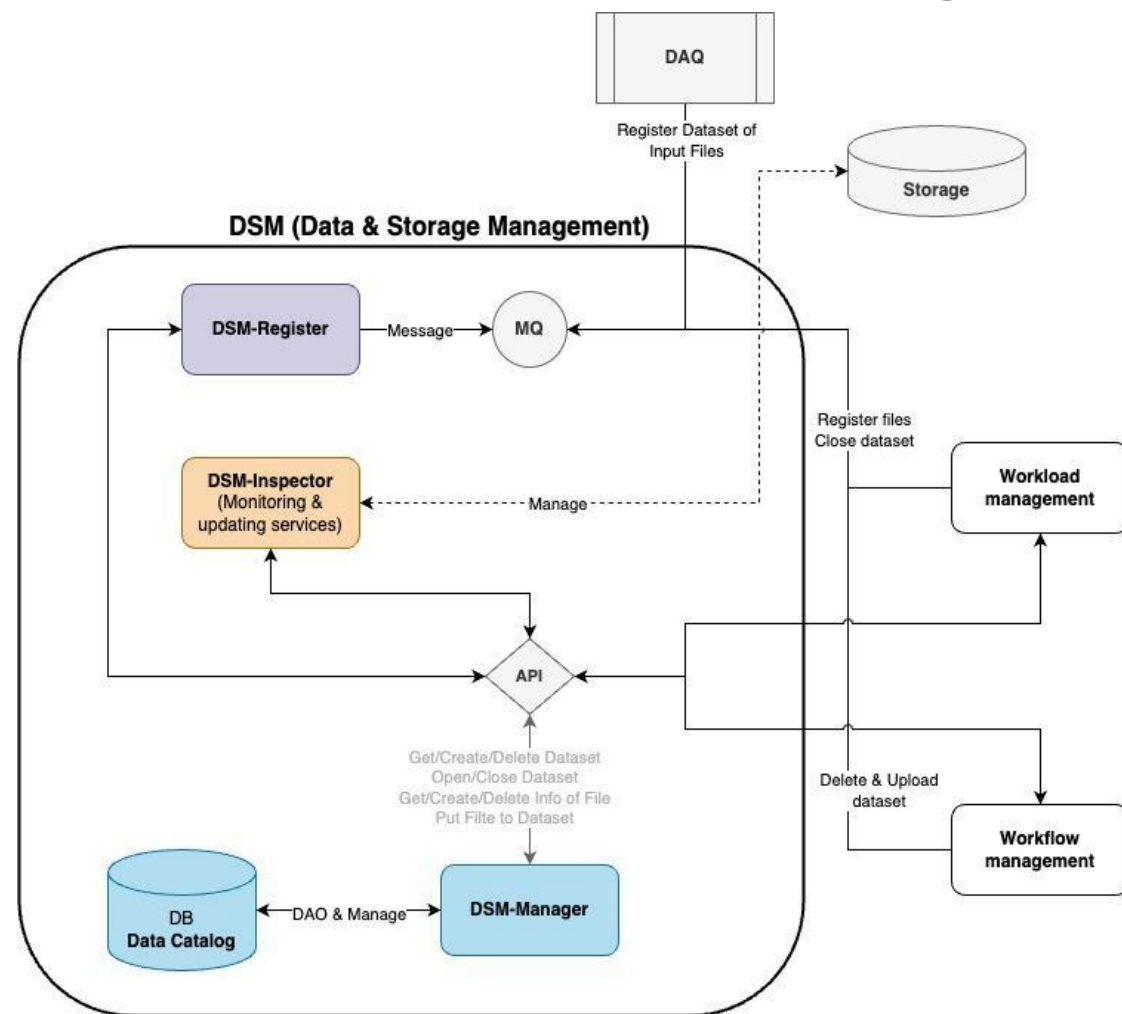 DAQ
Register Dataset of
Input Files
Storage
DSM (Data & Storage Management)
DSM-Register
Message
MQ
Register files
Close dataset
DSM-Inspector
(Monitoring &
updating services)
Manage
Workload
management
API
Get/Create/Delete Dataset
Open/Close Dataset
Get/Create/Delete Info of File
Put Filte to Dataset
Delete & Upload
dataset
Workflow
management
DB
Data Catalog
DAO & Manage
DSM-Manager